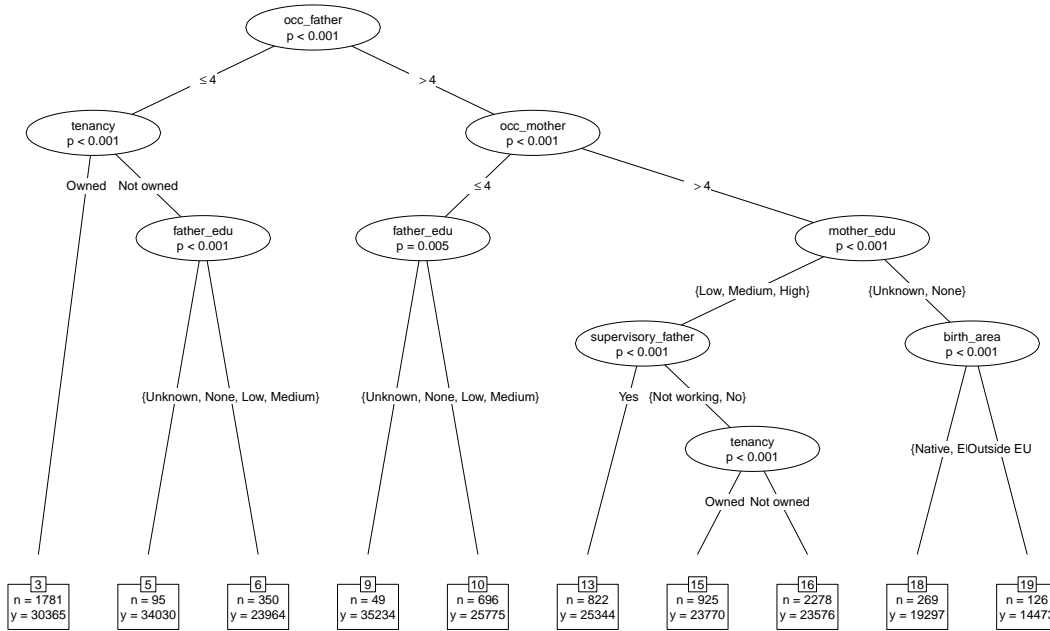 occ_father
p < 0.001
≤ 4
> 4
tenancy
p < 0.001
occ_mother
p < 0.001
Owned
Not owned
≤ 4
> 4
father_edu
p < 0.001
father_edu
p = 0.005
mother_edu
p < 0.001
{Low, Medium, High}
{Unknown, None}
supervisory_father
p < 0.001
birth_area
p < 0.001
{Unknown, None, Low, Medium}
{Unknown, None, Low, Medium}
Yes
{Not working, No}
tenancy
p < 0.001
{Native, E
Outside EU
Owned
Not owned
3
n = 1781
y = 30365
5
n = 95
y = 34030
6
n = 350
y = 23964
9
n = 49
y = 35234
10
n = 696
y = 25775
13
n = 822
y = 25344
15
n = 925
y = 23770
16
n = 2278
y = 23576
18
n = 269
y = 19297
19
n = 126
y = 14473